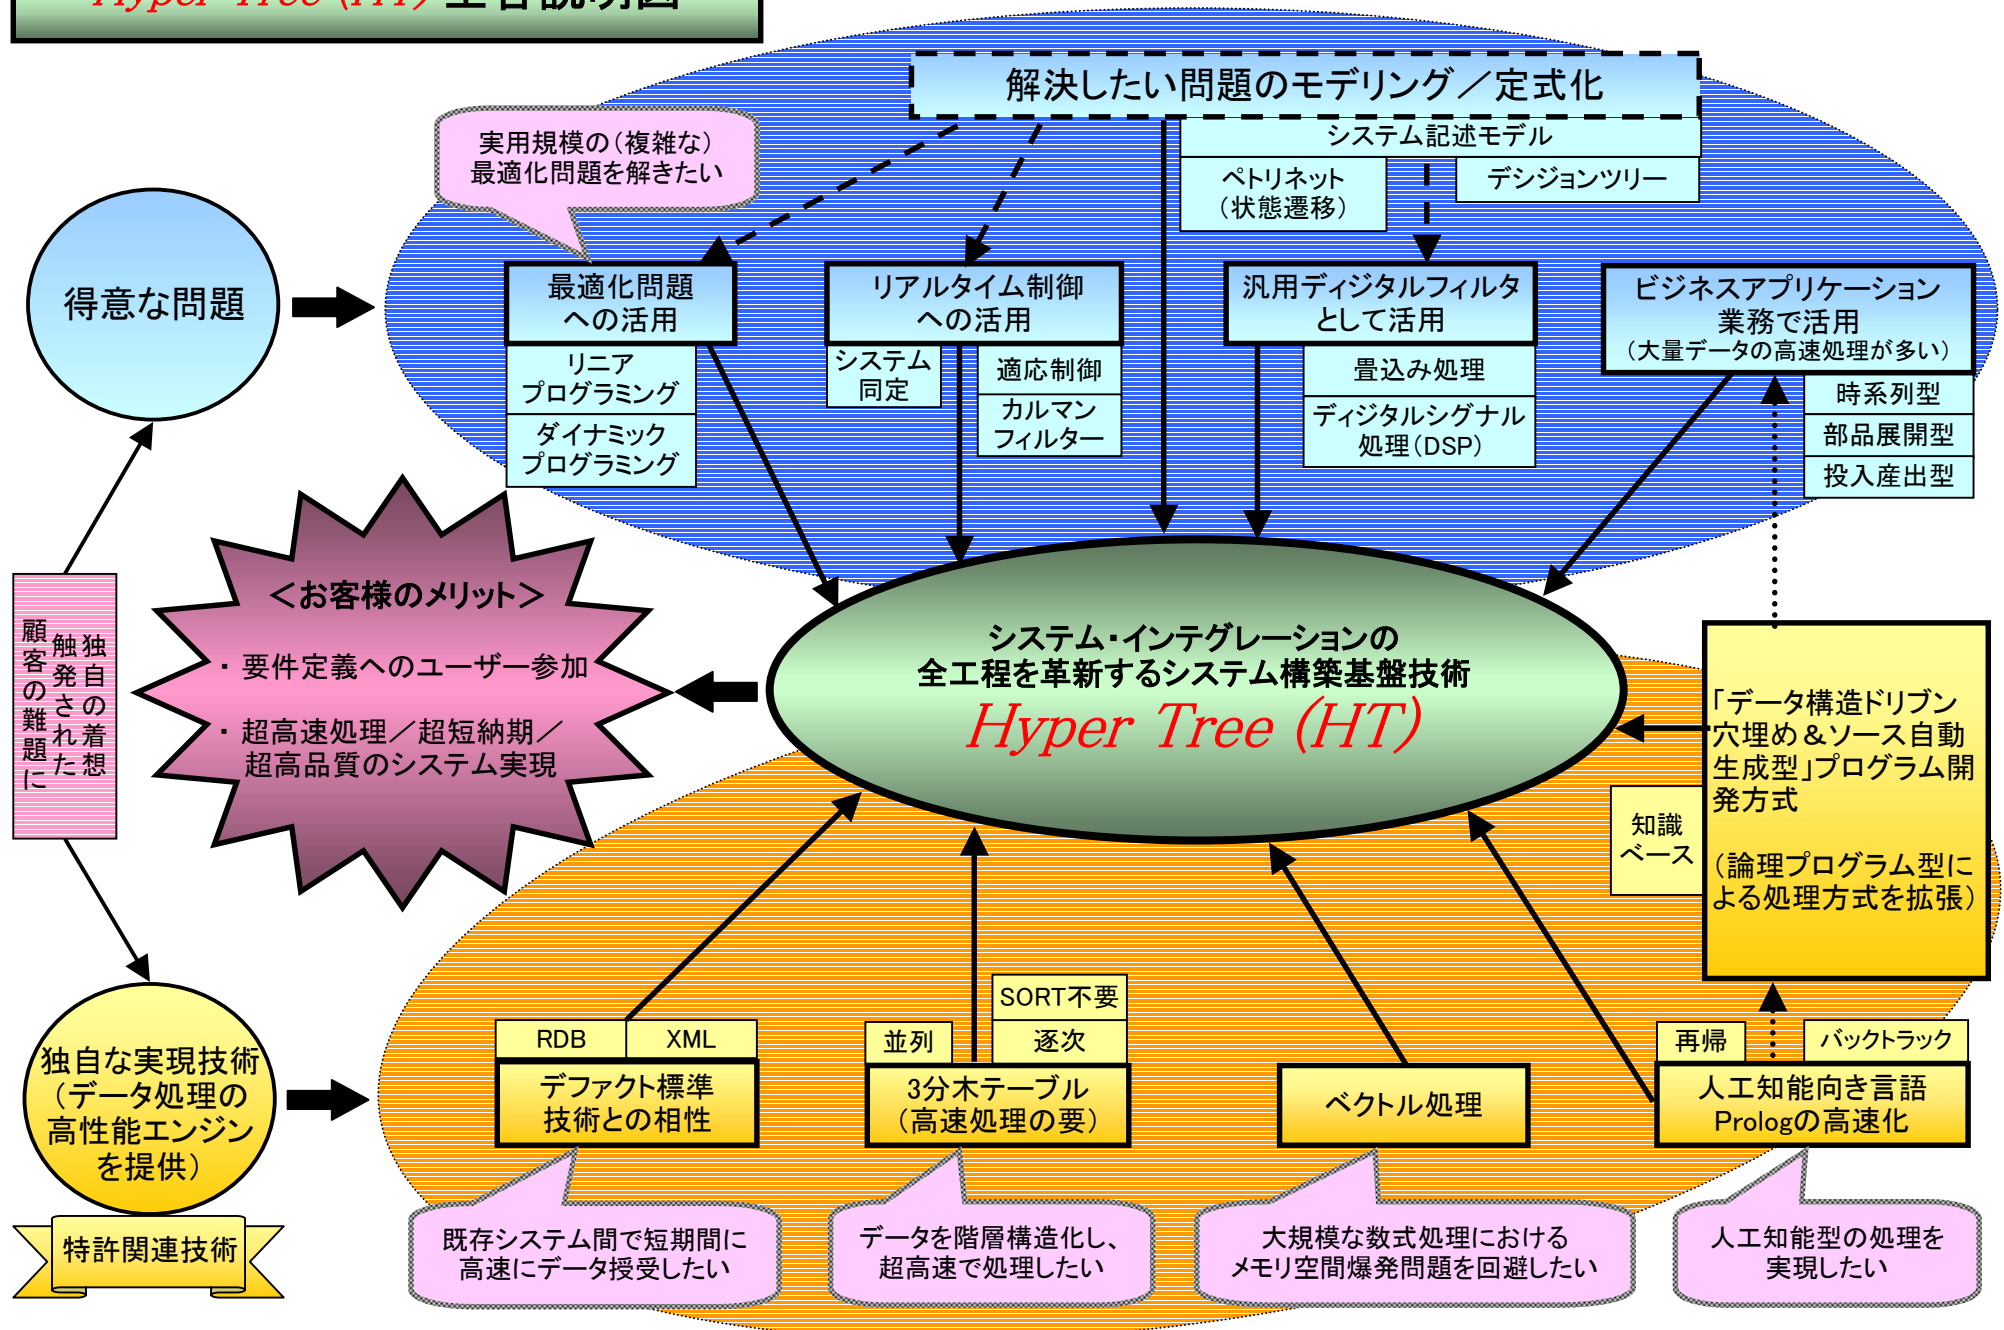 Hyper Tree (HT)
解決したい問題のモデリング／定式化
システム記述モデル
ペトリネット
（状態遷移）
デシジョンツリー
実用規模の（複雑な）
最適化問題を解きたい
得意な問題
最適化問題
への活用
リニア
プログラミング
ダイナミック
プログラミング
リアルタイム制御
への活用
システム
同定
適応制御
カルマン
フィルター
汎用ディジタルフィルタ
として活用
畳込み処理
ディジタルシグナル
処理（DSP）
ビジネスアプリケーション
業務で活用
（大量データの高速処理が多い）
時系列型
部品展開型
投入産出型
＜お客様のメリット＞
・ 要件定義へのユーザー参加
・ 超高速処理／超短納期／
超高品質のシステム実現
顧客の難題に
触発された
独自の着想
システム・インテグレーションの
全工程を革新するシステム構築基盤技術
Hyper Tree (HT)
「データ構造ドリブン
穴埋め＆ソース自動
生成型」プログラム開
発方式
（論理プログラム型に
よる処理方式を拡張）
知識
ベース
独自な実現技術
（データ処理の
高性能エンジン
を提供）
特許関連技術
RDB
XML
デファクト標準
技術との相性
並列
SORT不要
逐次
3分木テーブル
（高速処理の要）
ベクトル処理
再帰
バックトラック
人工知能向き言語
Prologの高速化
既存システム間で短期間に
高速にデータ授受したい
データを階層構造化し、
超高速で処理したい
大規模な数式処理における
メモリ空間爆発問題を回避したい
人工知能型の処理を
実現したい